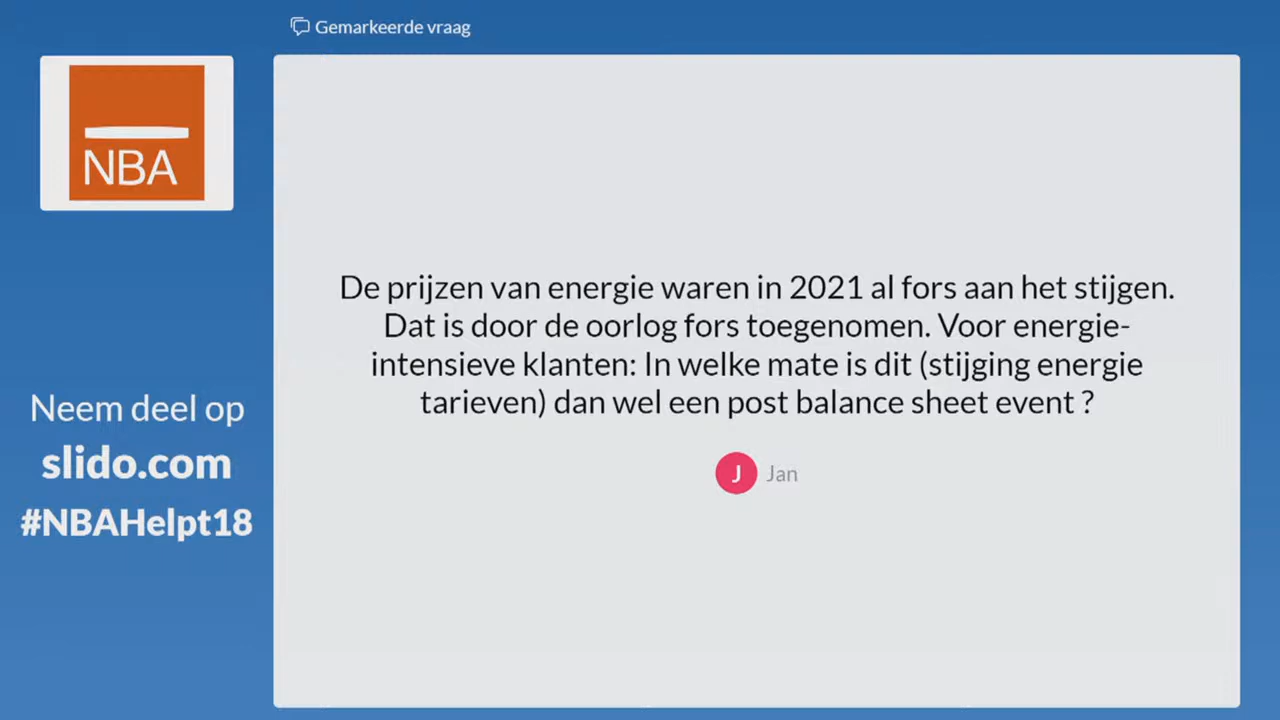 Gemarkeerde vraag
NBA
De prijzen van energie waren in 2021 al fors aan het stijgen.
Dat is door de oorlog fors toegenomen. Voor energie-
intensieve klanten: In welke mate is dit (stijging energie
tarieven) dan wel een post balance sheet event ?
J Jan
Neem deel op
slido.com
#NBAHelpt18